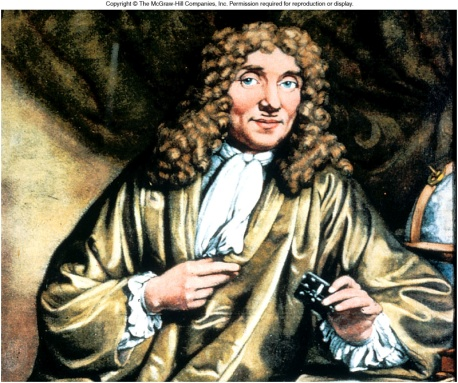 Copyright © The McGraw-Hill Companies, Inc. Permission required for reproduction or display.